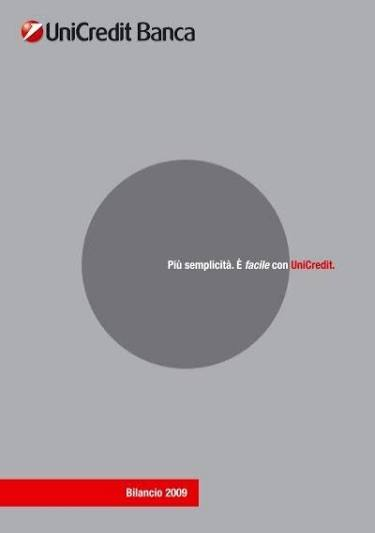 UniCredit Banca
Più semplicità. È facile con UniCredit.
Bilancio 2009